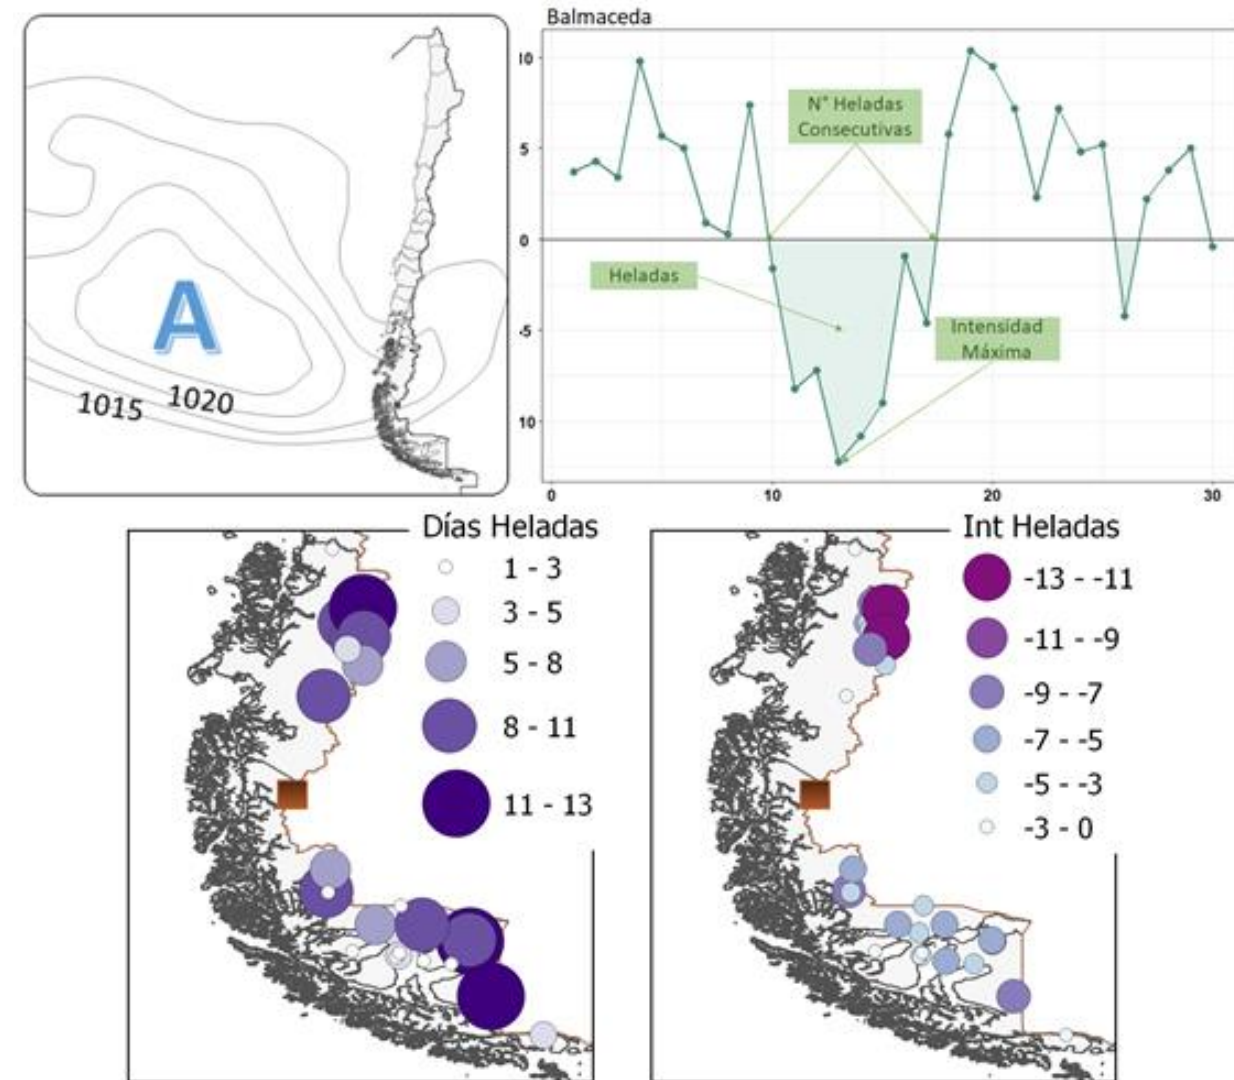 Balmaceda
A
1015
1020
10
5
0
-5
10
0
10
20
30
N° Heladas
Consecutivas
Heladas
Intensidad
Máxima
Días Heladas
1 - 3
3 - 5
5 - 8
8 - 11
11 - 13
Int Heladas
-13 - -11
-11 - -9
-9 - -7
-7 - -5
-5 - -3
-3 - 0